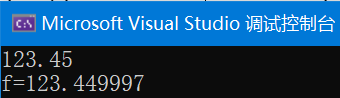 Microsoft Visual Studio 调试控制台
123.45
f=123.449997